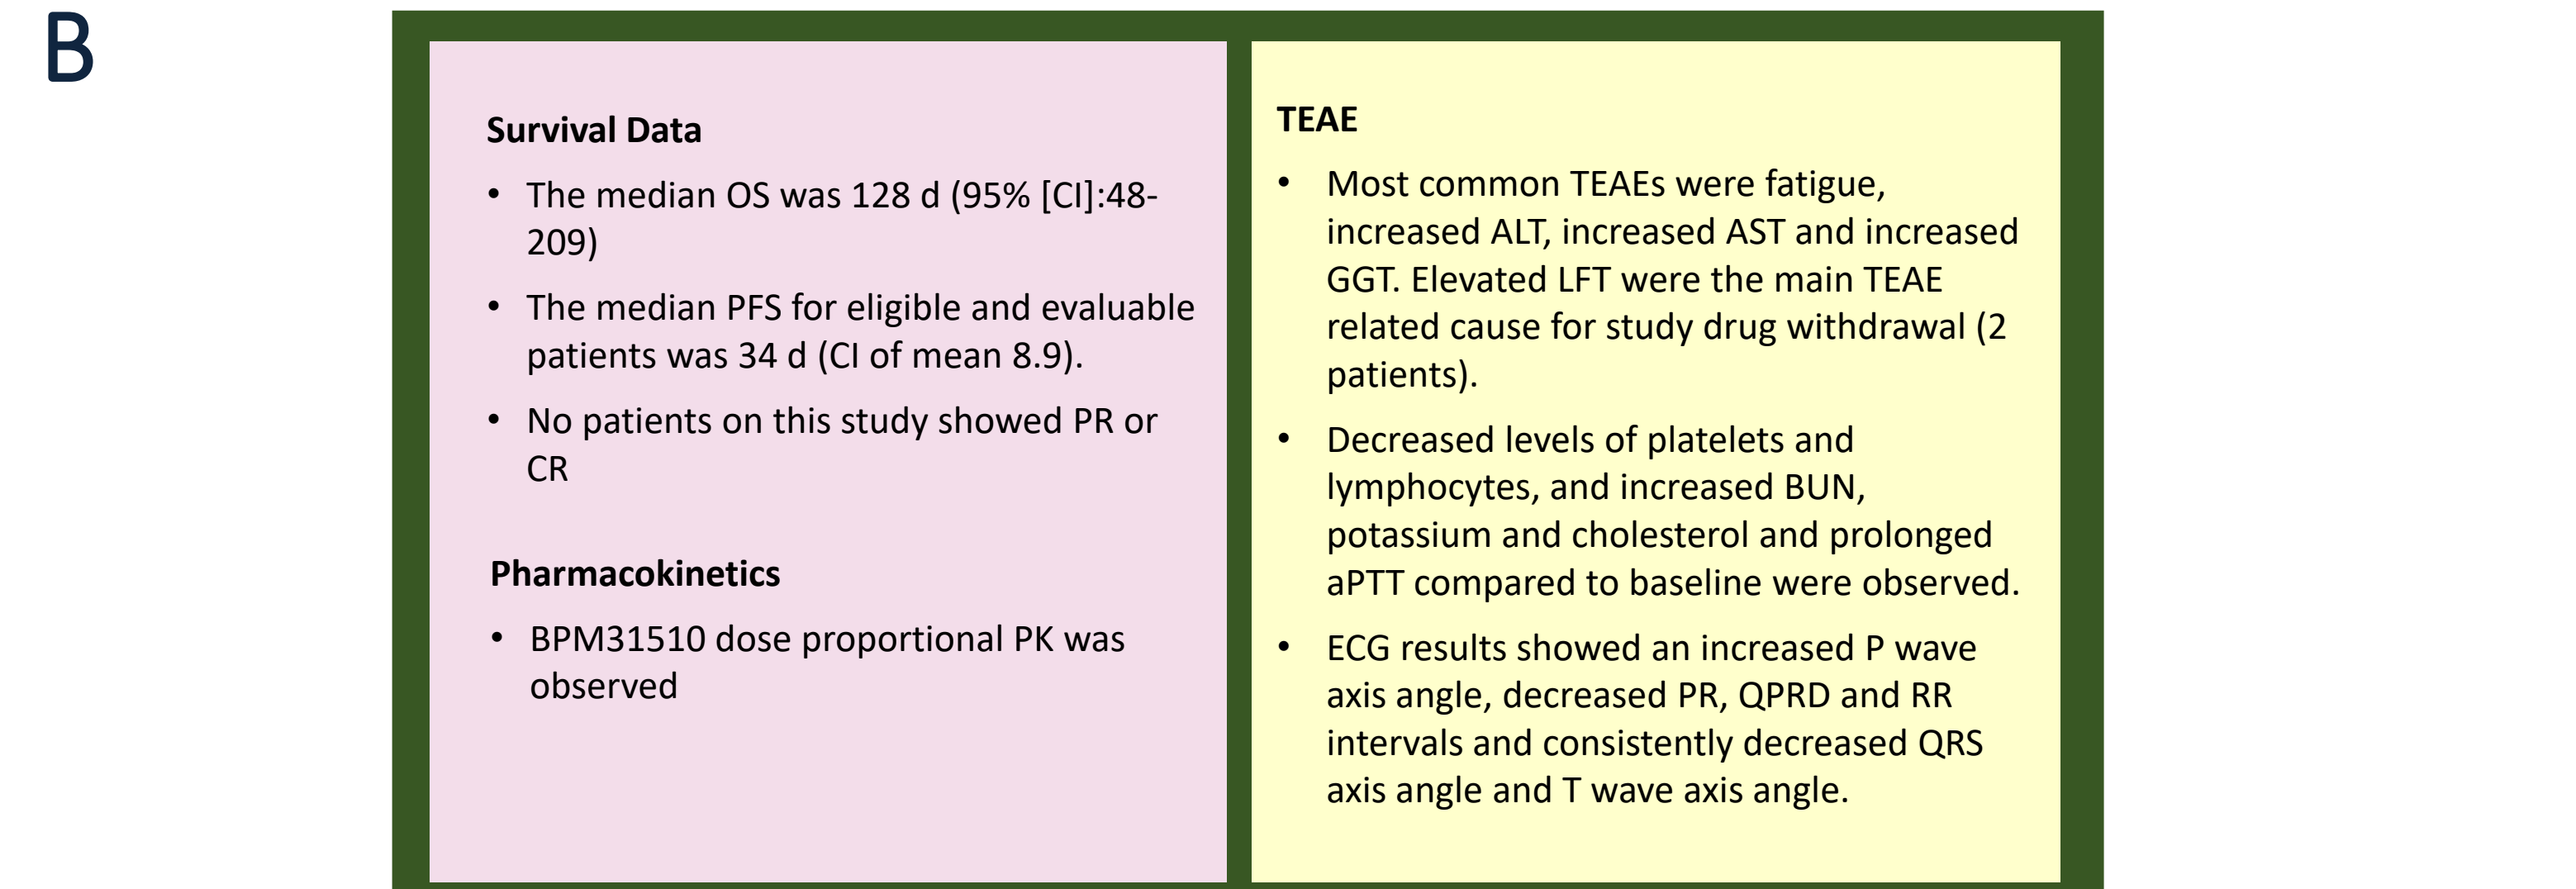 B
Survival Data
• The median OS was 128 d (95% [CI]:48-
209)
• The median PFS for eligible and evaluable
patients was 34 d (CI of mean 8.9).
• No patients on this study showed PR or
CR
Pharmacokinetics
• BPM31510 dose proportional PK was
observed
TEAE
• Most common TEAEs were fatigue,
increased ALT, increased AST and increased
GGT. Elevated LFT were the main TEAE
related cause for study drug withdrawal (2
patients).
• Decreased levels of platelets and
lymphocytes, and increased BUN,
potassium and cholesterol and prolonged
aPTT compared to baseline were observed.
• ECG results showed an increased P wave
axis angle, decreased PR, QPRD and RR
intervals and consistently decreased QRS
axis angle and T wave axis angle.